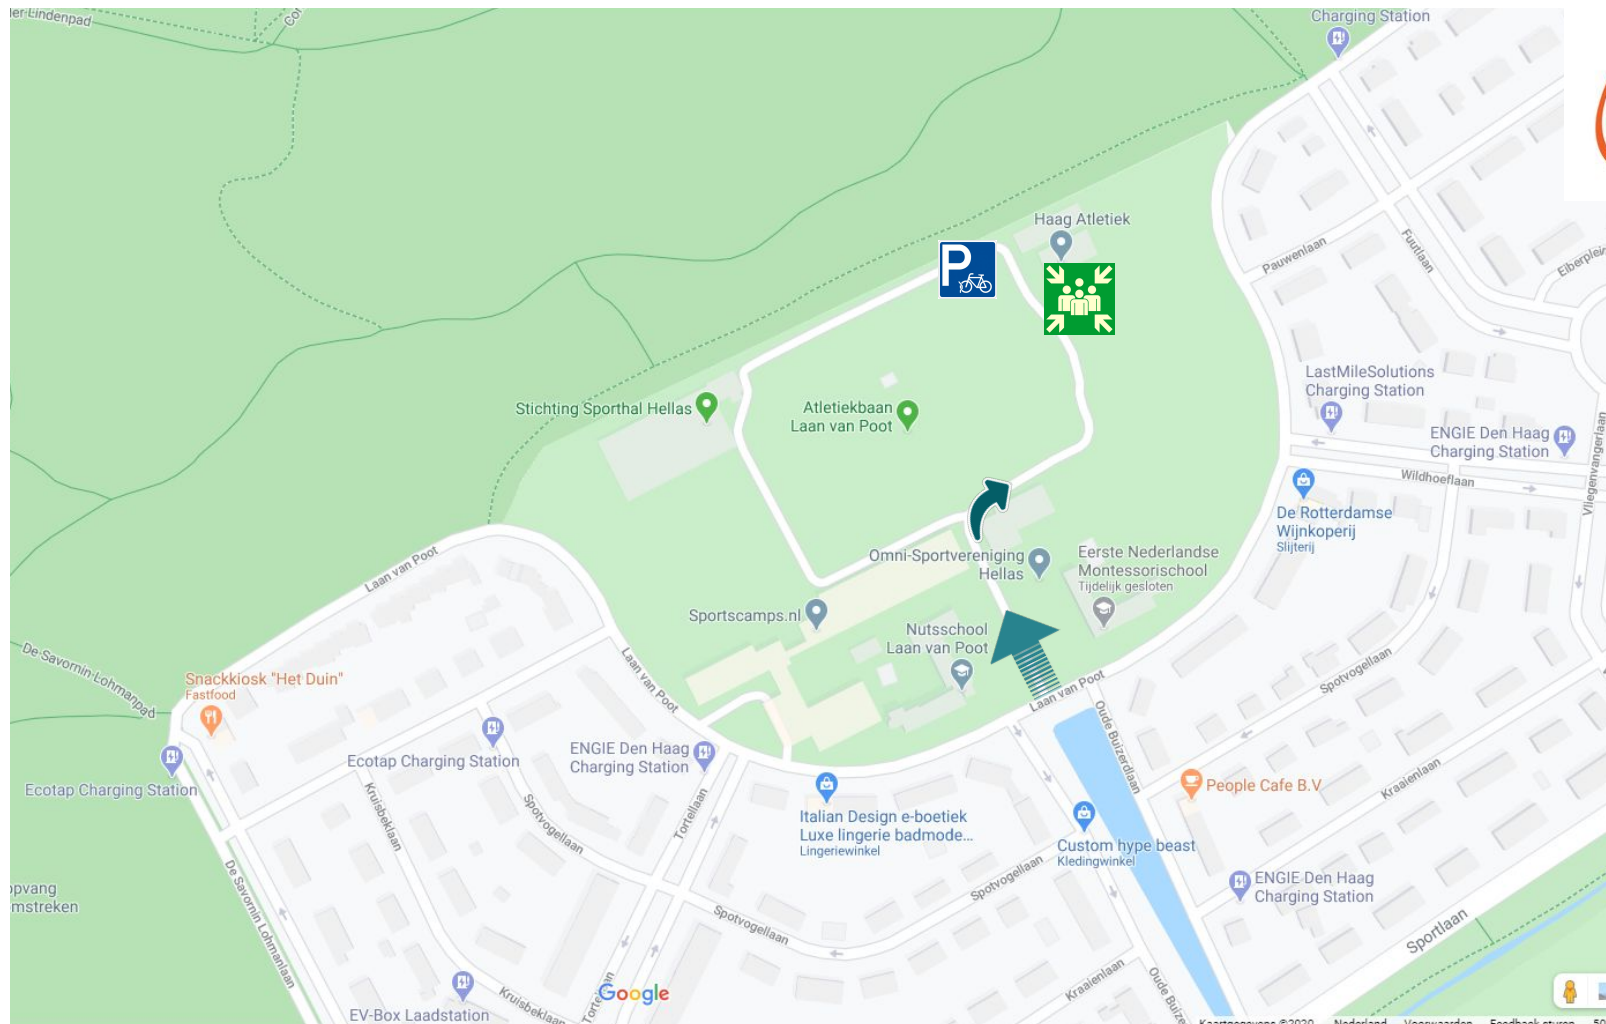 Charging Station
Haag Atletiek
P
Pauwenlaan
Fuutlaan
LastMileSolutions
Charging Station
Stichting Sporthal Hellas
Atletiekbaan
Laan van Poot
ENGIE Den Haag
Charging Station
Wildhoeflaan
Vliegenvangerlaan
De Rotterdamse
Wijnkoperij
Slijterij
Laan van Poot
Omni-Sportvereniging
Hellas
Eerste Nederlandse
Montessorischool
Tijdelijk gesloten
Sportscamps.nl
Nutsschool
Laan van Poot
De Savornin Lohmanpad
Snackkiosk "Het Duin"
Fastfood
Laan van Poot
Laan van Poot
Spotvogellaan
Oude Buizerdlaan
Ecotap Charging Station
ENGIE Den Haag
Charging Station
Ecotap Charging Station
People Cafe B.V
Kraaienlaan
Kruisbeklaan
Spotvogellaan
Tortellaan
Italian Design e-boetiek
Luxe lingerie badmode...
Lingeriewinkel
Custom hype beast
Kledingwinkel
Spotvogellaan
ENGIE Den Haag
Charging Station
opvang
mstreken
De Savornin Lohmanlaan
Spotvogellaan
Sportlaan
Kraaienlaan
Google
Kruisbeklaan
EV-Box Laadstation